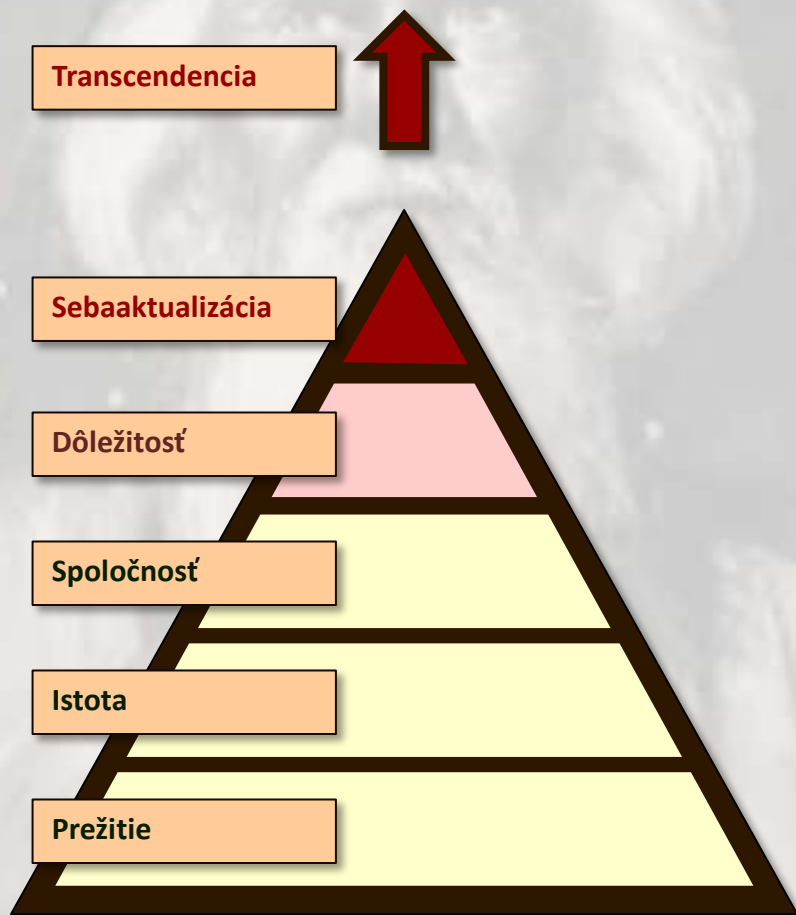 Transcendencia
Sebaaktualizácia
Dôležitosť
Spoločnosť
Istota
Prežitie